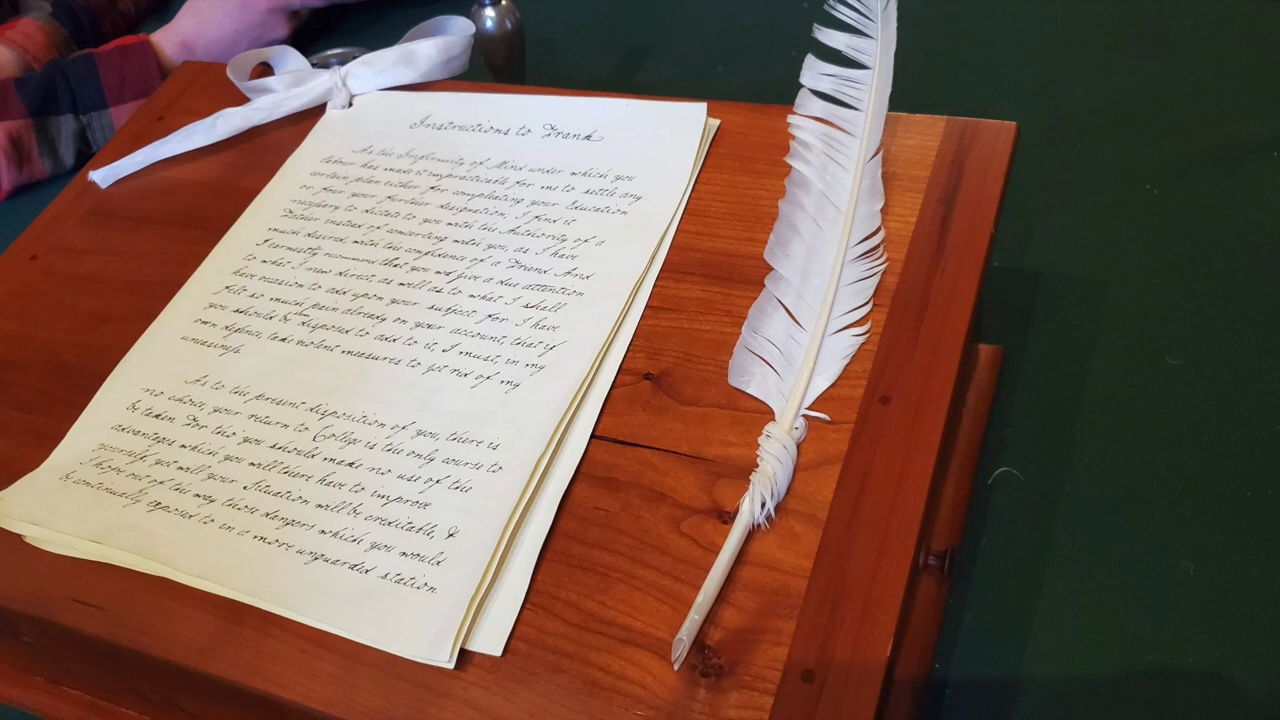 Instructions to Frank
As the Infirmity of Mind under which you
labour has made it impracticable for me to settle any
certain plan either for compleating your Education
or four your further designation, I find it
necessary to dictate to you with the Authority of a
Father instead of concerting with you, as I have
much desired, with the confidence of a Friend. And
I earnestly recommend that you wd give a due attention
to what I now direct, as well as to what I shall
have occasion to add upon your subject for I have
felt so much pain already on your account, that if
you should be disposed to add to it, I must, in my
own defence, take violent measures to get rid of my
uneasiness.
As to the present disposition of you, there is
no choice, your return to College is the only course to
be taken. For tho' you should make no use of the
advantages which you will there have to improve
yourself, yet will your Situation will be creditable, &
I hope out of the way those dangers which you would
be continually exposed to in a more unguarded station.